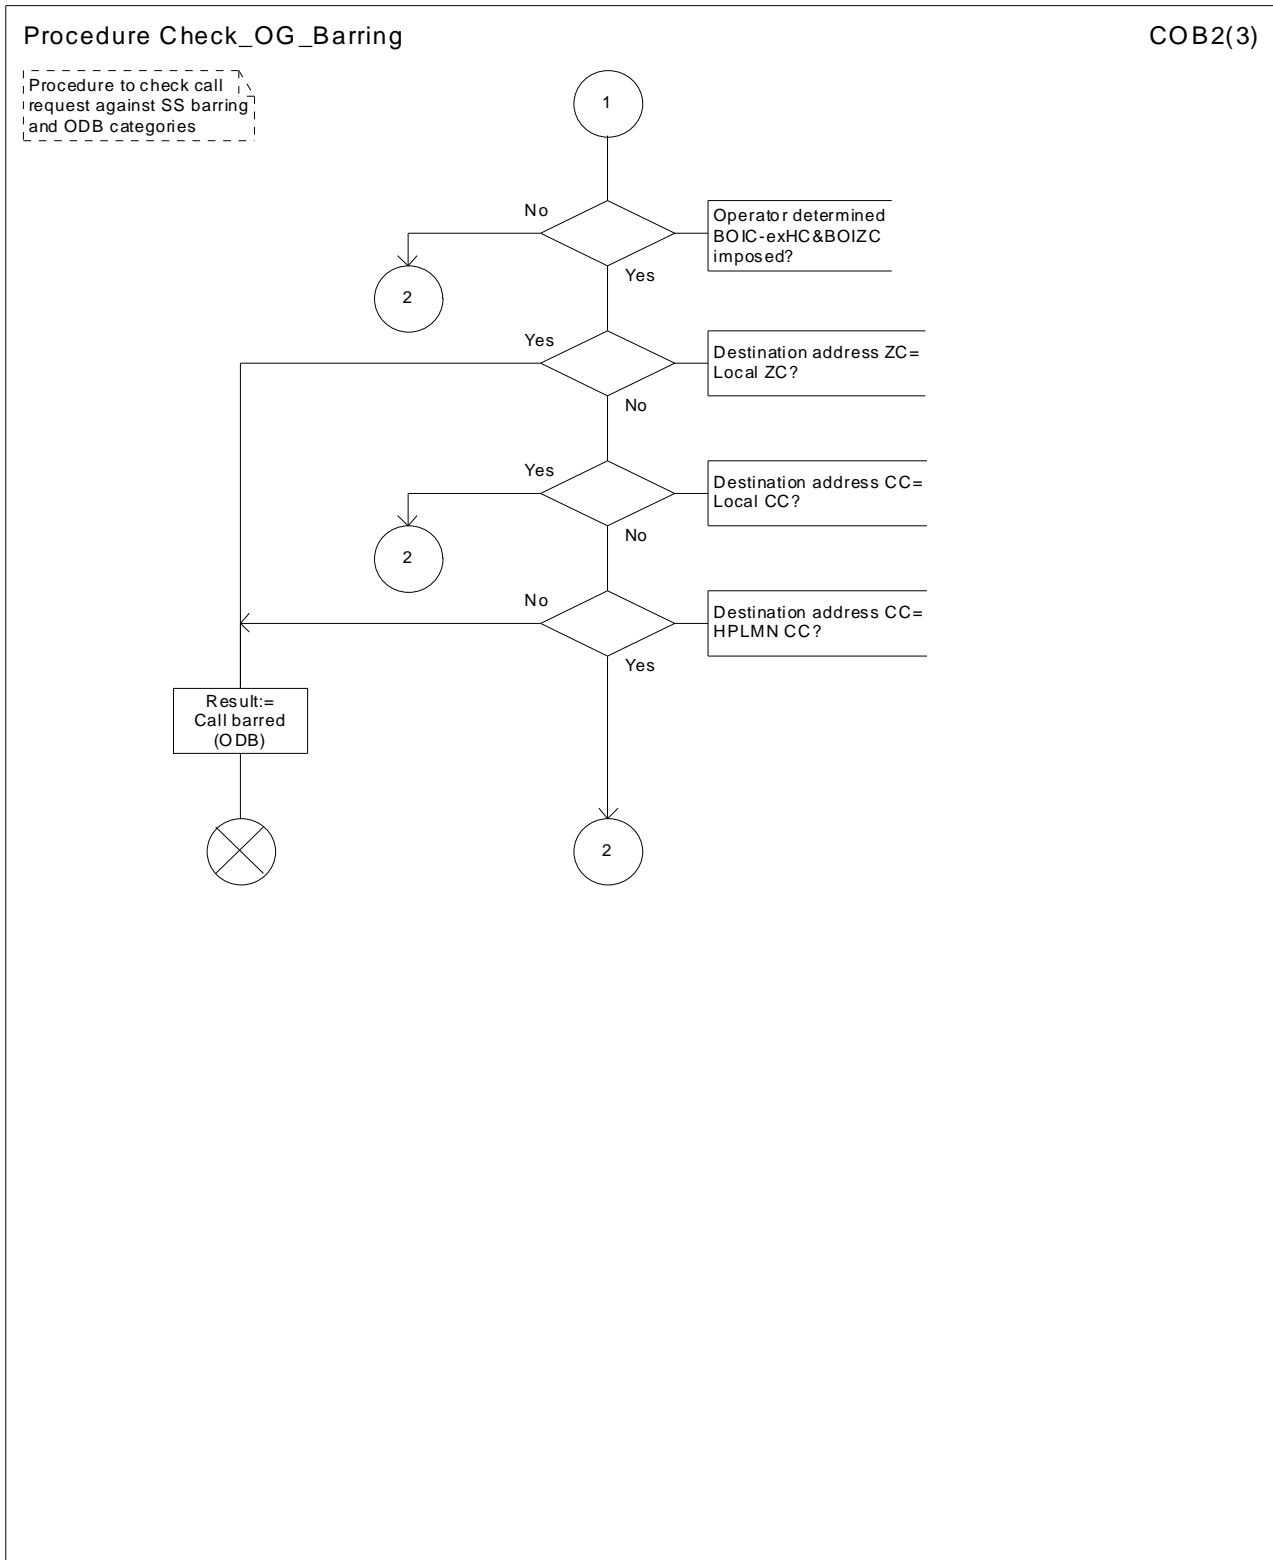 Procedure Check_OG_Barring
COB2(3)
Procedure to check call
request against SS barring
and ODB categories
1
No
Operator determined
BOIC-exHC&BOIZC
imposed?
Yes
2
Yes
Destination address ZC=
Local ZC?
No
Yes
Destination address CC=
Local CC?
No
2
No
Destination address CC=
HPLMN CC?
Yes
Result:=
Call barred
(ODB)
2